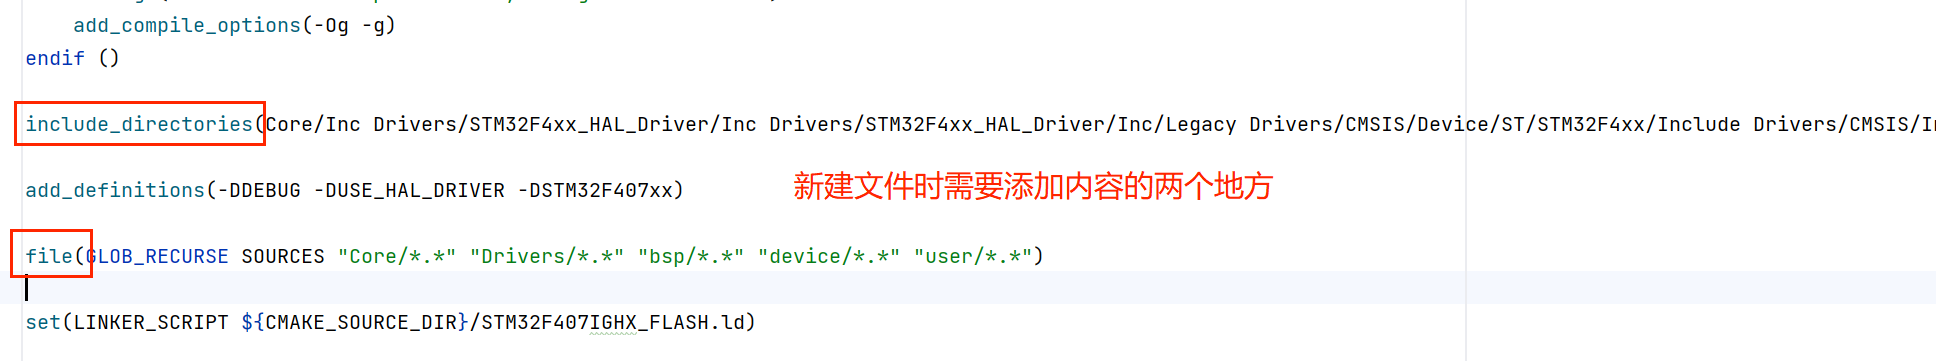 add_compile_options(-Og -g)
endif ()
include_directories(Core/Inc Drivers/STM32F4xx_HAL_Driver/Inc Drivers/STM32F4xx_HAL_Driver/Inc/Legacy Drivers/CMSIS/Device/ST/STM32F4xx/Include Drivers/CMSIS/
add_definitions(-DDEBUG -DUSE_HAL_DRIVER -DSTM32F407xx)
新建文件时需要添加内容的两个地方
file(GLOB_RECURSE SOURCES "Core/*.*" "Drivers/*.*" "bsp/*.*" "device/*.*" "user/*.*")
set(LINKER_SCRIPT ${CMAKE_SOURCE_DIR}/STM32F407IGHX_FLASH.ld)